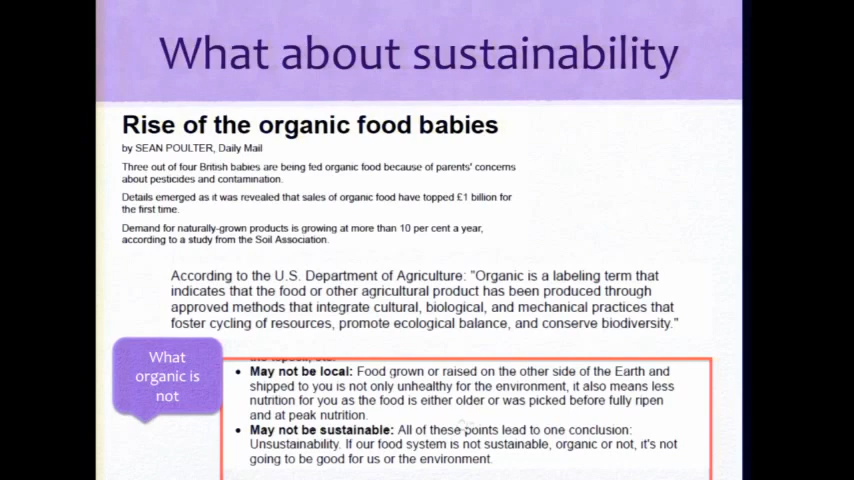 What about sustainability
Rise of the organic food babies
by SEAN POULTER, Daily Mail
Three out of four British babies are being fed organic food because of parents' concerns
about pesticides and contamination.
Details emerged as it was revealed that sales of organic food have topped £1 billion for
the first time.
Demand for naturally-grown products is growing at more than 10 per cent a year,
according to a study from the Soil Association.
According to the U.S. Department of Agriculture: "Organic is a labeling term that
indicates that the food or other agricultural product has been produced through
approved methods that integrate cultural, biological, and mechanical practices that
foster cycling of resources, promote ecological balance, and conserve biodiversity."
What
organic is
not
• May not be local: Food grown or raised on the other side of the Earth and
shipped to you is not only unhealthy for the environment, it also means less
nutrition for you as the food is either older or was picked before fully ripen
and at peak nutrition.
• May not be sustainable: All of these points lead to one conclusion:
Unsustainability. If our food system is not sustainable, organic or not, it's not
going to be good for us or the environment.